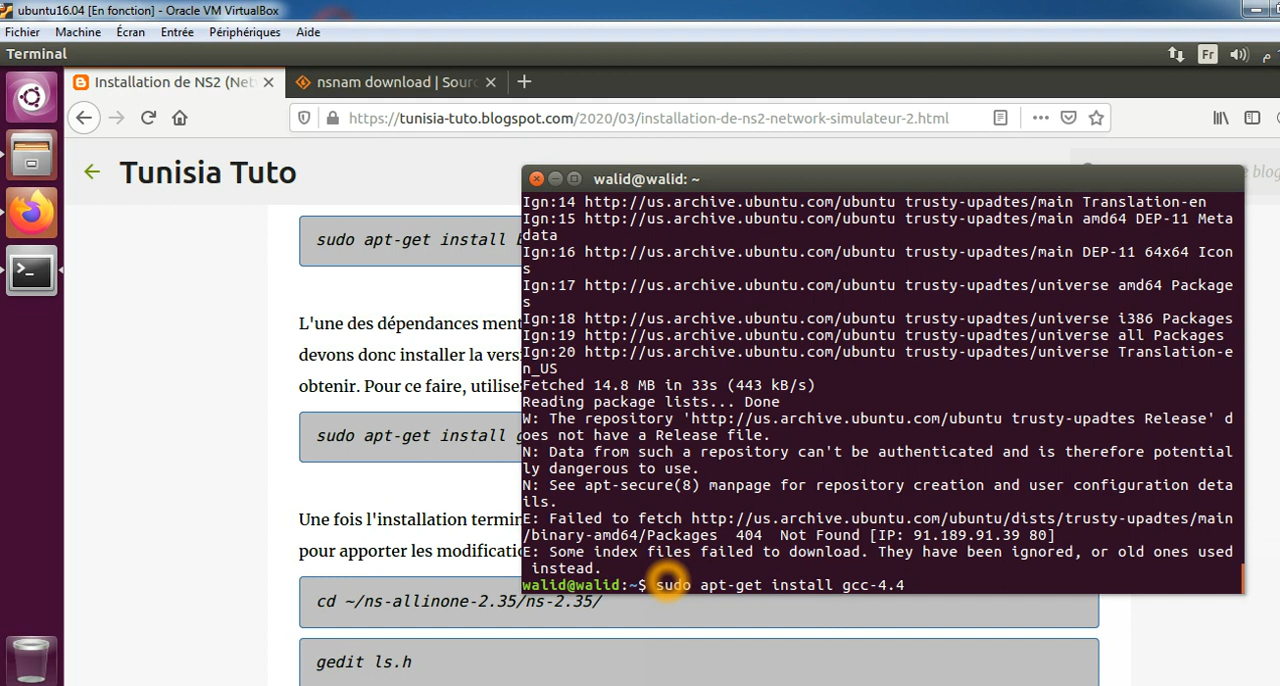 ubuntu16.04 [En fonction] - Oracle VM VirtualBox
Fichier Machine Écran Entrée Périphériques Aide
Terminal
Fr
Installation de NS2 (Net
nsnam download | Sour
https://tunisia-tuto.blogspot.com/2020/03/installation-de-ns2-network-simulateur-2.html
Tunisia Tuto
blog
sudo apt-get install
L'une des dépendances ment
devons donc installer la versi
obtenir. Pour ce faire, utilise
sudo apt-get install g
Une fois l'installation termin
pour apporter les modificatio
cd ~/ns-allinone-2.35/ns-2.35/
gedit ls.h
walid@walid: ~
Ign:14 http://us.archive.ubuntu.com/ubuntu trusty-upadtes/main Translation-en
Ign:15 http://us.archive.ubuntu.com/ubuntu trusty-upadtes/main amd64 DEP-11 Meta
data
Ign:16 http://us.archive.ubuntu.com/ubuntu trusty-upadtes/main DEP-11 64x64 Icon
s
Ign:17 http://us.archive.ubuntu.com/ubuntu trusty-upadtes/universe amd64 Package
s
Ign:18 http://us.archive.ubuntu.com/ubuntu trusty-upadtes/universe i386 Packages
Ign:19 http://us.archive.ubuntu.com/ubuntu trusty-upadtes/universe all Packages
Ign:20 http://us.archive.ubuntu.com/ubuntu trusty-upadtes/universe Translation-e
n_US
Fetched 14.8 MB in 33s (443 kB/s)
Reading package lists... Done
W: The repository 'http://us.archive.ubuntu.com/ubuntu trusty-upadtes Release' d
oes not have a Release file.
N: Data from such a repository can't be authenticated and is therefore potential
ly dangerous to use.
N: See apt-secure(8) manpage for repository creation and user configuration deta
ils.
E: Failed to fetch http://us.archive.ubuntu.com/ubuntu/dists/trusty-upadtes/main
/binary-amd64/Packages  404  Not Found [IP: 91.189.91.39 80]
E: Some index files failed to download. They have been ignored, or old ones used
 instead.
walid@walid:~$ sudo apt-get install gcc-4.4